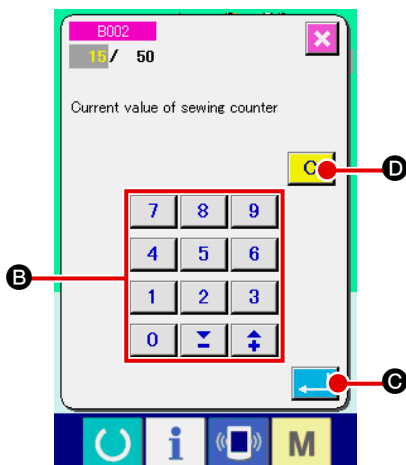 B002
15/ 50
Current value of sewing counter
C D
7 8 9
4 5 6
B
1 2 3
0
C
i M